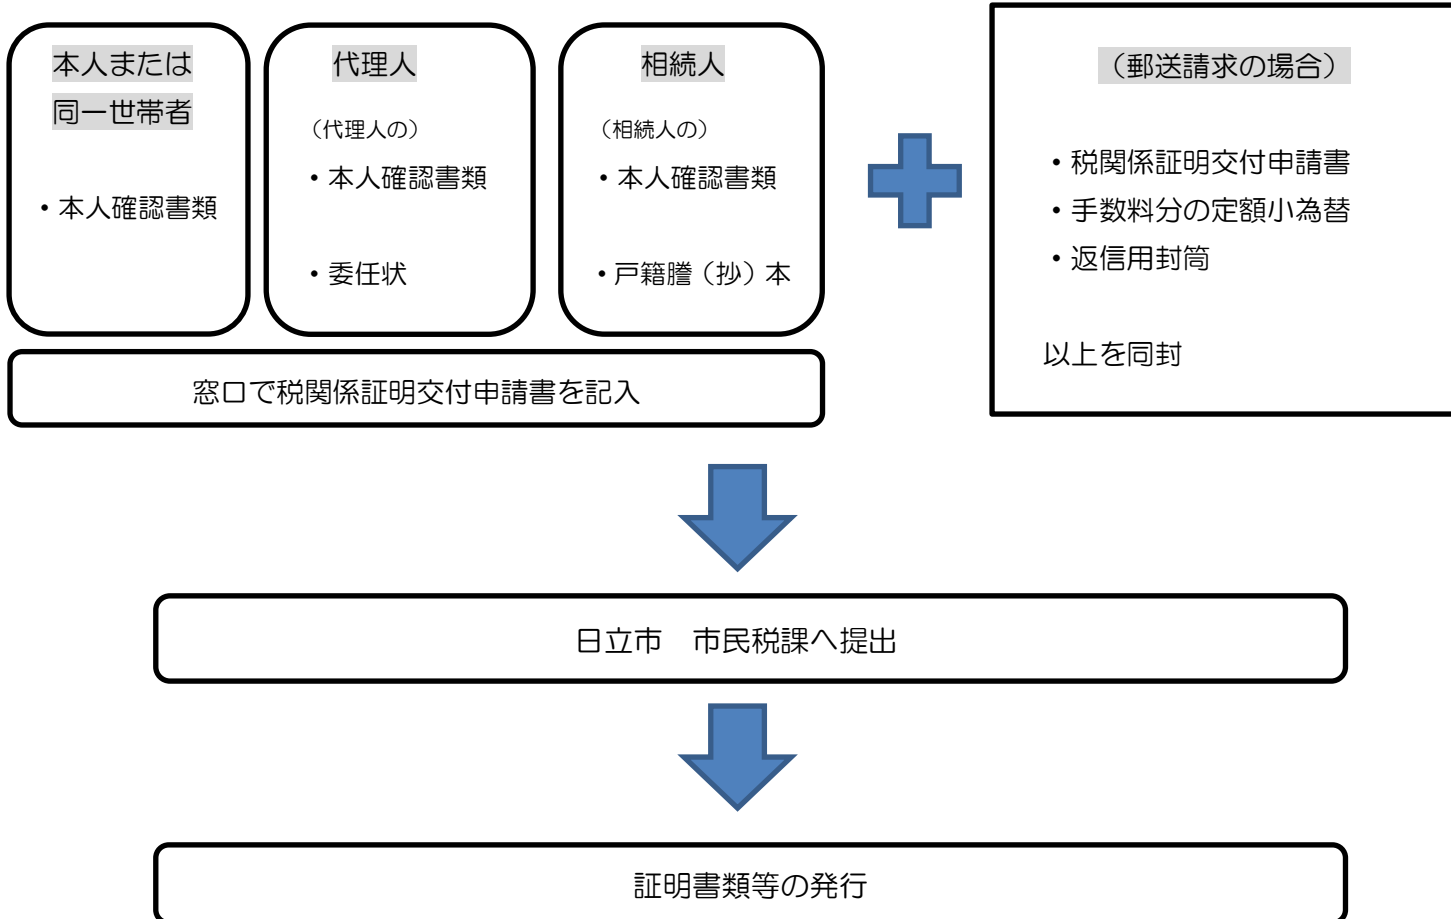 本人または
同一世帯者
・本人確認書類
代理人
（代理人の）
・本人確認書類
・委任状
相続人
（相続人の）
・本人確認書類
・戸籍謄（抄）本
（郵送請求の場合）
・税関係証明交付申請書
・手数料分の定額小為替
・返信用封筒
以上を同封
窓口で税関係証明交付申請書を記入
日立市　市民税課へ提出
証明書類等の発行